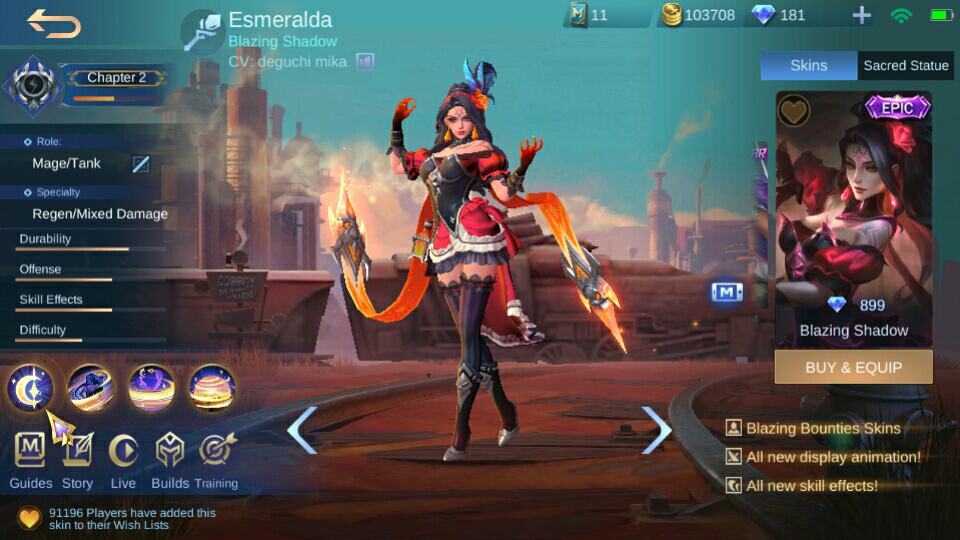 Esmeralda
Blazing Shadow
CV: deguchi mika
11
103708
181
Chapter 2
Role:
Mage/Tank
Specialty
Regen/Mixed Damage
Durability
Offense
Skill Effects
Difficulty
COWBOY
Skins
Sacred Statue
EPIC
M
899
Blazing Shadow
BUY & EQUIP
Blazing Bounties Skins
All new display animation!
All new skill effects!
M
Guides
Story
Live
Builds
Training
91196 Players have added this
skin to their Wish Lists